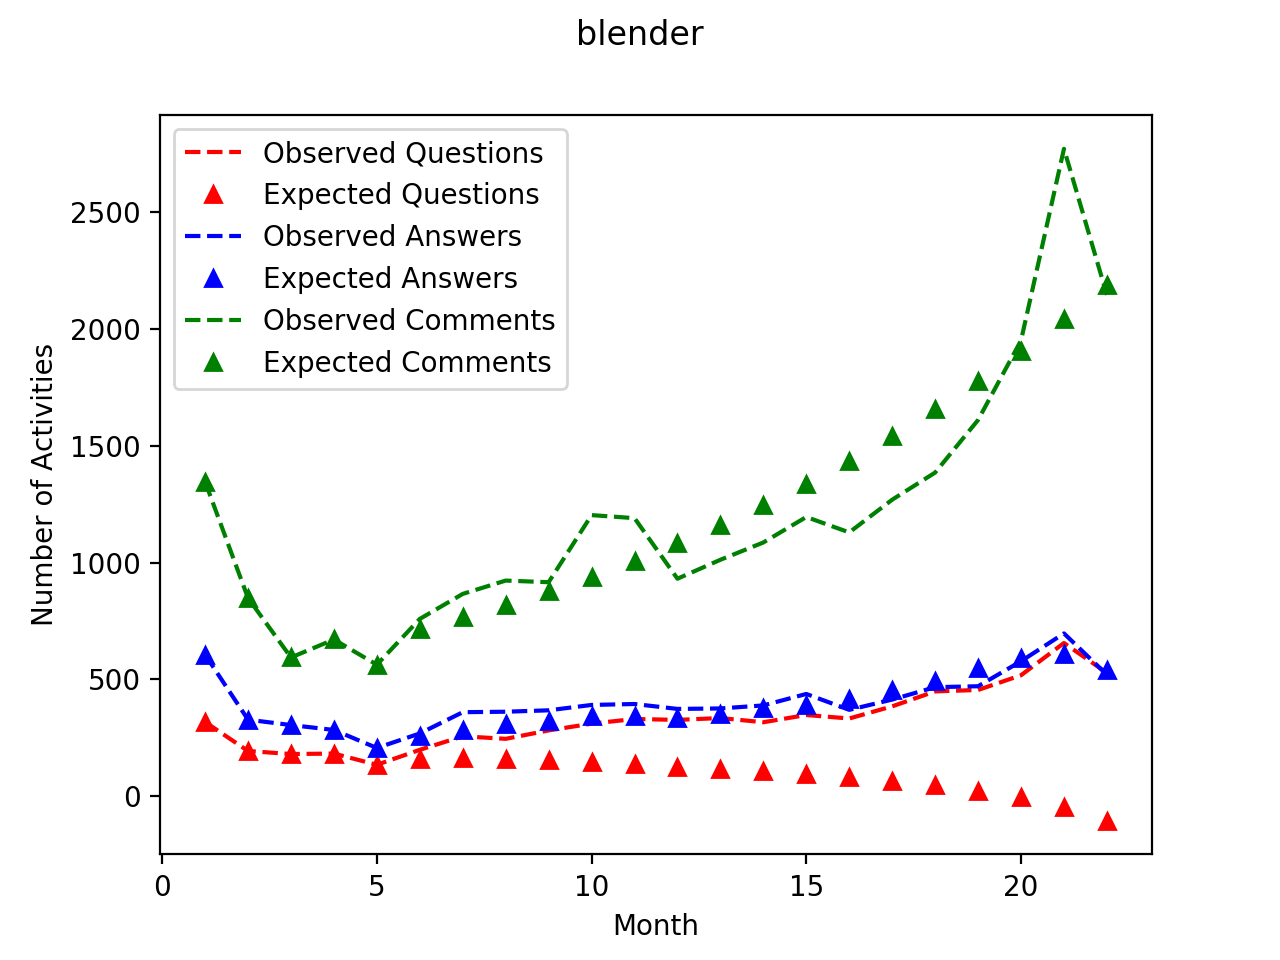 blender
Observed Questions
Expected Questions
Observed Answers
Expected Answers
Observed Comments
Expected Comments
Number of Activities
2500
2000
1500
1000
500
0
0 5 10 15 20
Month